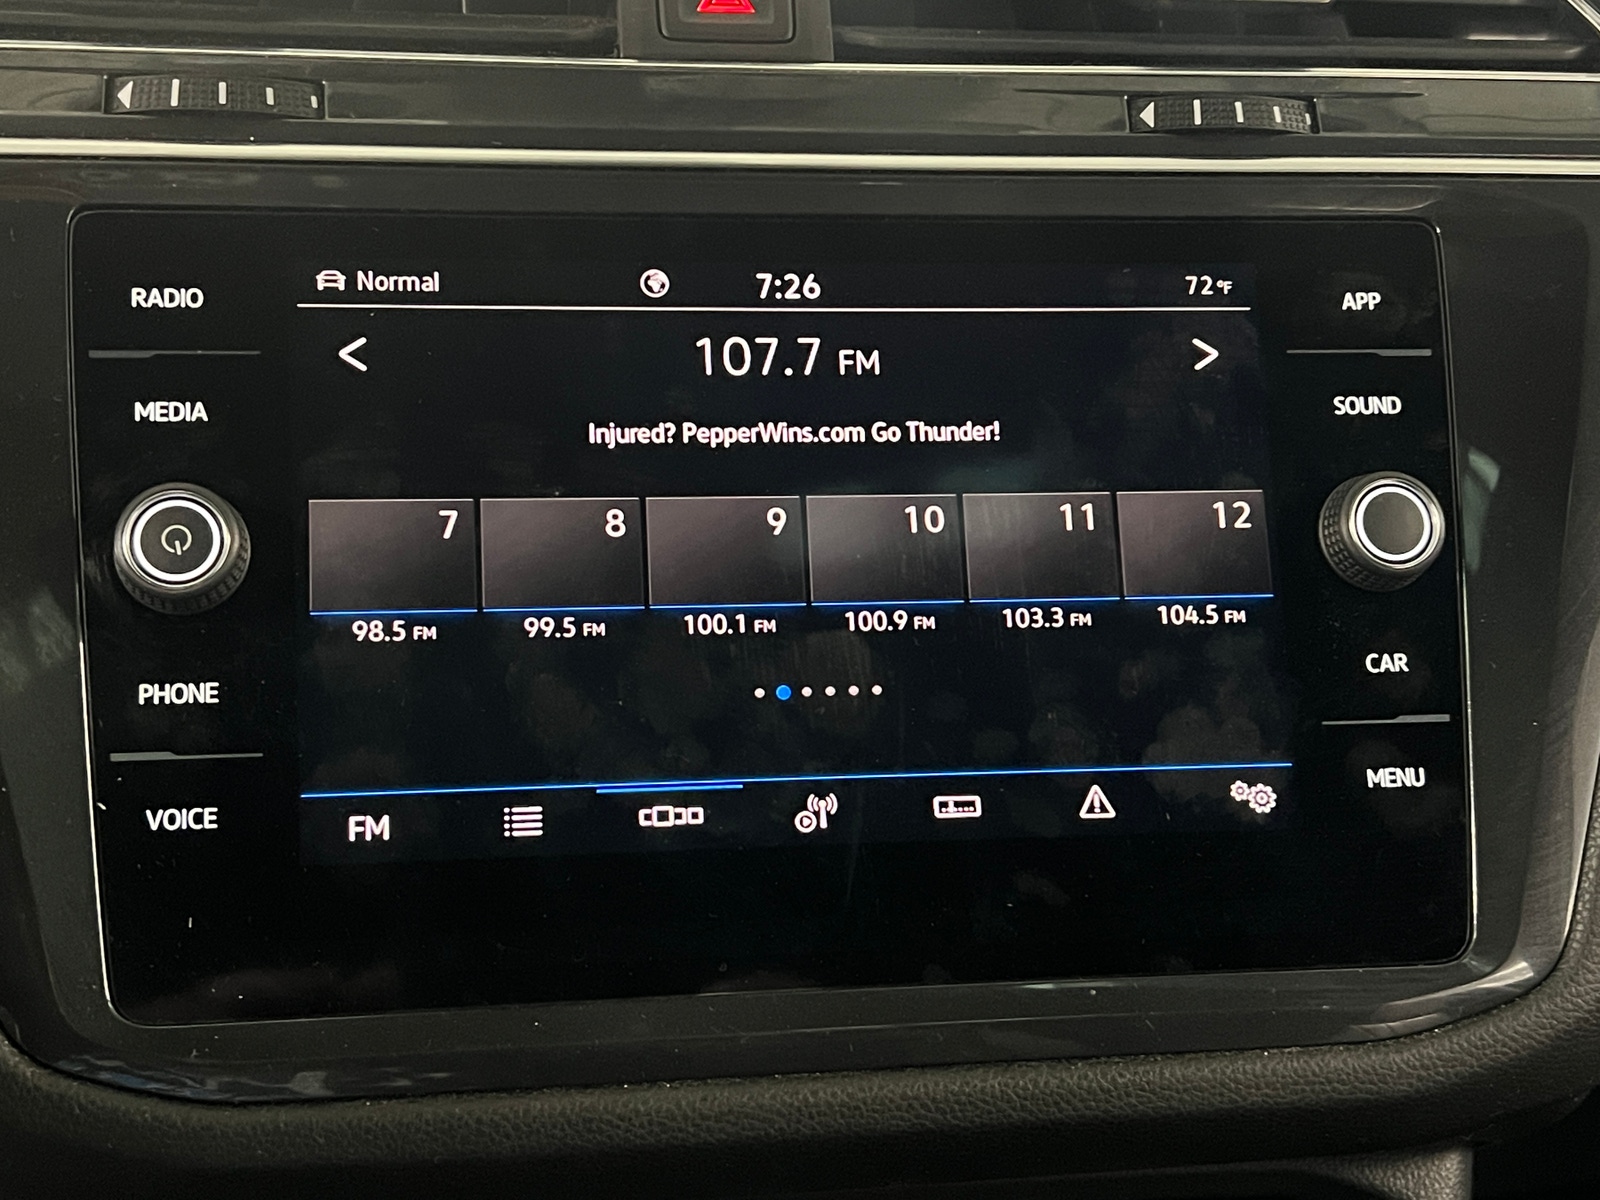 RADIO
MEDIA
PHONE
VOICE
Normal
7:26
72°F
< 107.7 FM >
Injured? PepperWins.com Go Thunder!
7 8 9 10 11 12
98.5 FM 99.5 FM 100.1 FM 100.9 FM 103.3 FM 104.5 FM
FM
APP
SOUND
CAR
MENU